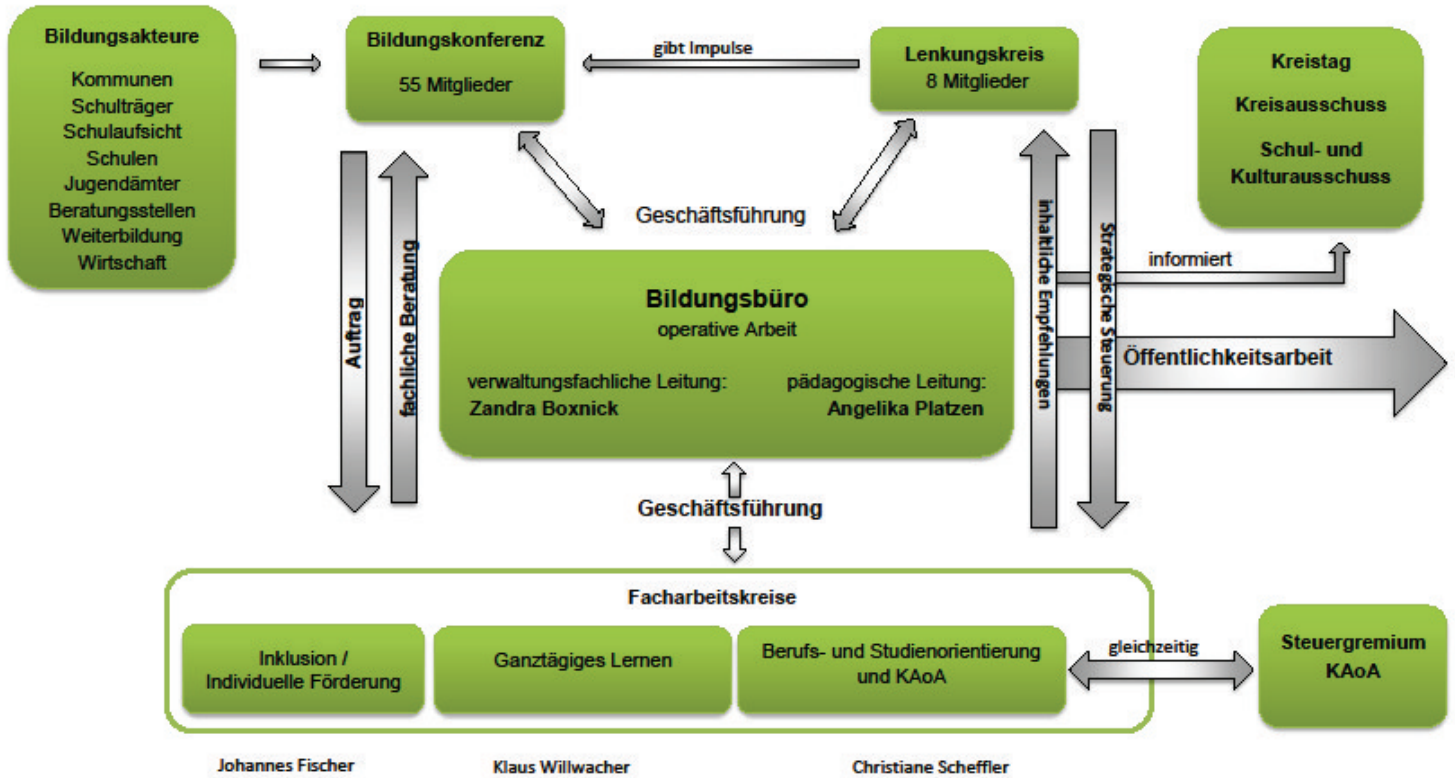 Bildungsakteure
Kommunen
Schulträger
Schulaufsicht
Schulen
Jugendämter
Beratungsstellen
Weiterbildung
Wirtschaft
Bildungskonferenz
55 Mitglieder
gibt Impulse
Lenkungskreis
8 Mitglieder
Kreistag
Kreisausschuss
Schul- und
Kulturausschuss
Auftrag
fachliche Beratung
Geschäftsführung
Bildungsbüro
operative Arbeit
verwaltungsfachliche Leitung:
Zandra Boxnick
pädagogische Leitung:
Angelika Platzen
inhaltliche Empfehlungen
Strategische Steuerung
informiert
Öffentlichkeitsarbeit
Geschäftsführung
Facharbeitskreise
Inklusion /
Individuelle Förderung
Ganztägiges Lernen
Berufs- und Studienorientierung
und KAoA
gleichzeitig
Steuergremium
KAoA
Johannes Fischer
Klaus Willwacher
Christiane Scheffler